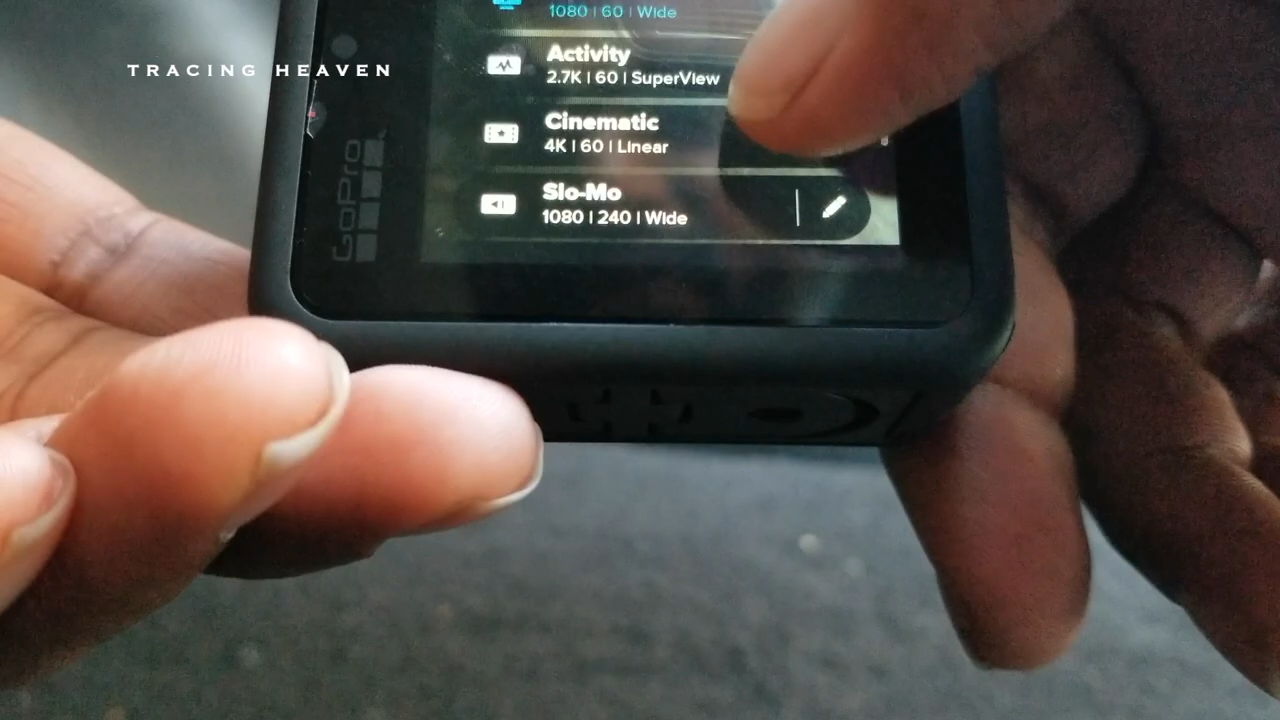 1080 | 60 | Wide
TRACING HEAVEN
Activity
2.7K | 60 | SuperView
Cinematic
4K | 60 | Linear
Slo-Mo
1080 | 240 | Wide
GoPro